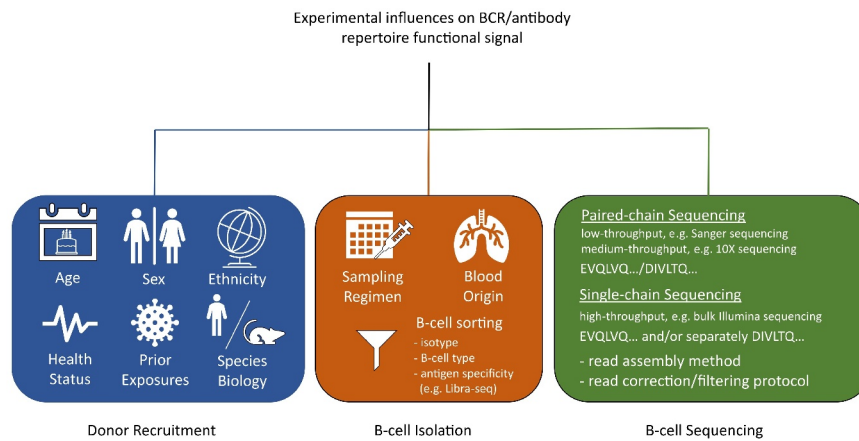 Experimental influences on BCR/antibody
repertoire functional signal
Age
Sex
Ethnicity
Health
Status
Prior
Exposures
Species
Biology
Sampling
Regimen
Blood
Origin
B-cell sorting
- isotype
- B-cell type
- antigen specificity
(e.g. Libra-seq)
Paired-chain Sequencing
low-throughput, e.g. Sanger sequencing
medium-throughput, e.g. 10X sequencing
EVQLVQ.../DIVLTQ...
Single-chain Sequencing
high-throughput, e.g. bulk Illumina sequencing
EVQLVQ... and/or separately DIVLTQ...
- read assembly method
- read correction/filtering protocol
Donor Recruitment
B-cell Isolation
B-cell Sequencing